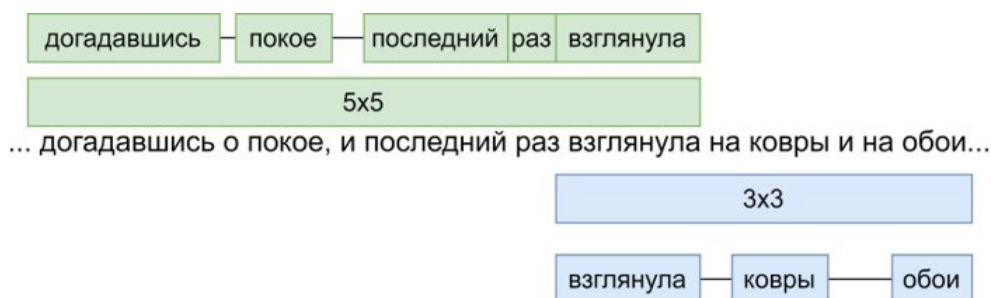 догадавшись покое последний раз взглянула
5x5
... догадавшись о покое, и последний раз взглянула на ковры и на обои...
3x3
взглянула ковры обои